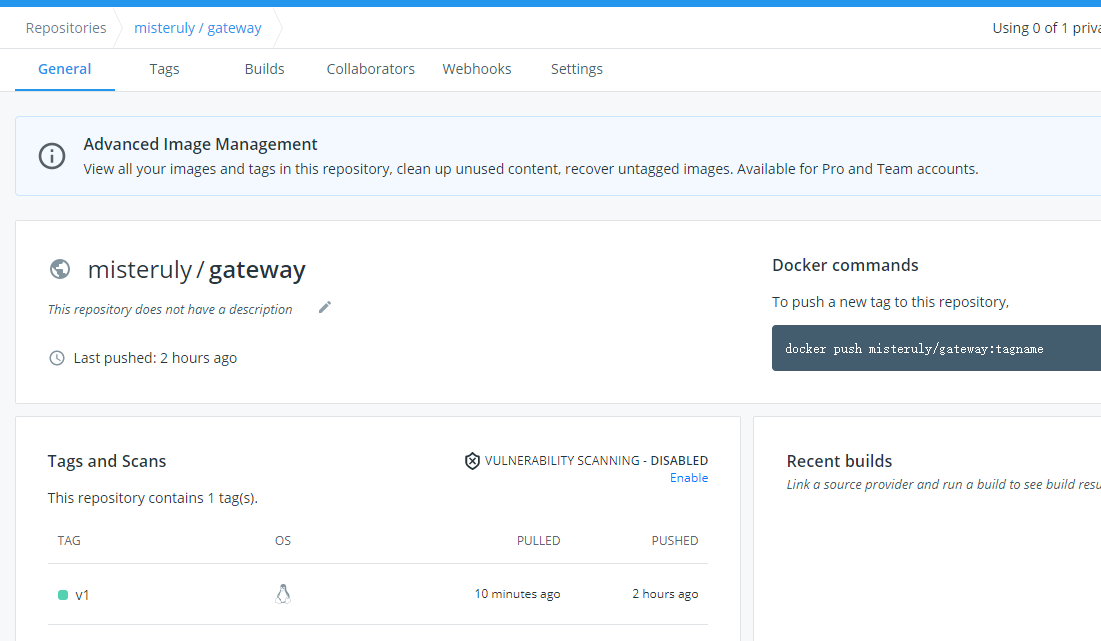 Repositories
misteruly / gateway
Using 0 of 1 priva
General
Tags
Builds
Collaborators
Webhooks
Settings
Advanced Image Management
View all your images and tags in this repository, clean up unused content, recover untagged images. Available for Pro and Team accounts.
misteruly / gateway
This repository does not have a description
Last pushed: 2 hours ago
Docker commands
To push a new tag to this repository,
docker push misteruly/gateway:tagname
Tags and Scans
VULNERABILITY SCANNING - DISABLED
Enable
This repository contains 1 tag(s).
TAG OS PULLED PUSHED
v1 10 minutes ago 2 hours ago
Recent builds
Link a source provider and run a build to see build resu